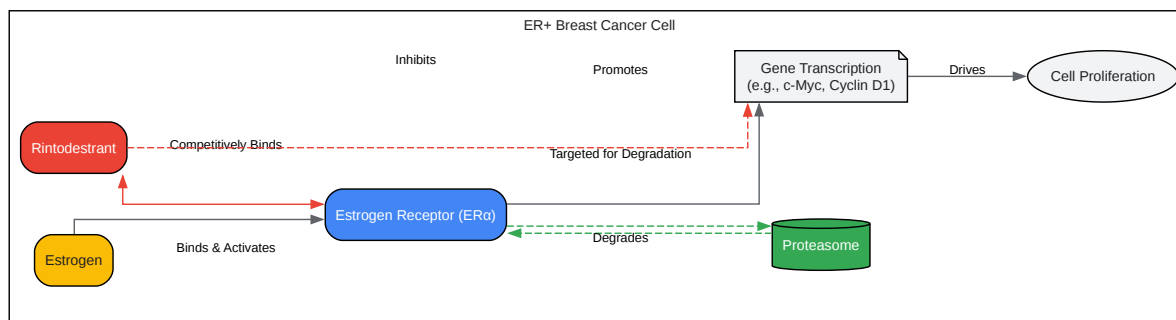 ER+ Breast Cancer Cell
Inhibits
Promotes
Gene Transcription
(e.g., c-Myc, Cyclin D1)
Drives
Cell Proliferation
Rintodestrant
Competitively Binds
Targeted for Degradation
Estrogen Receptor (ERα)
Binds & Activates
Degrades
Proteasome
Estrogen